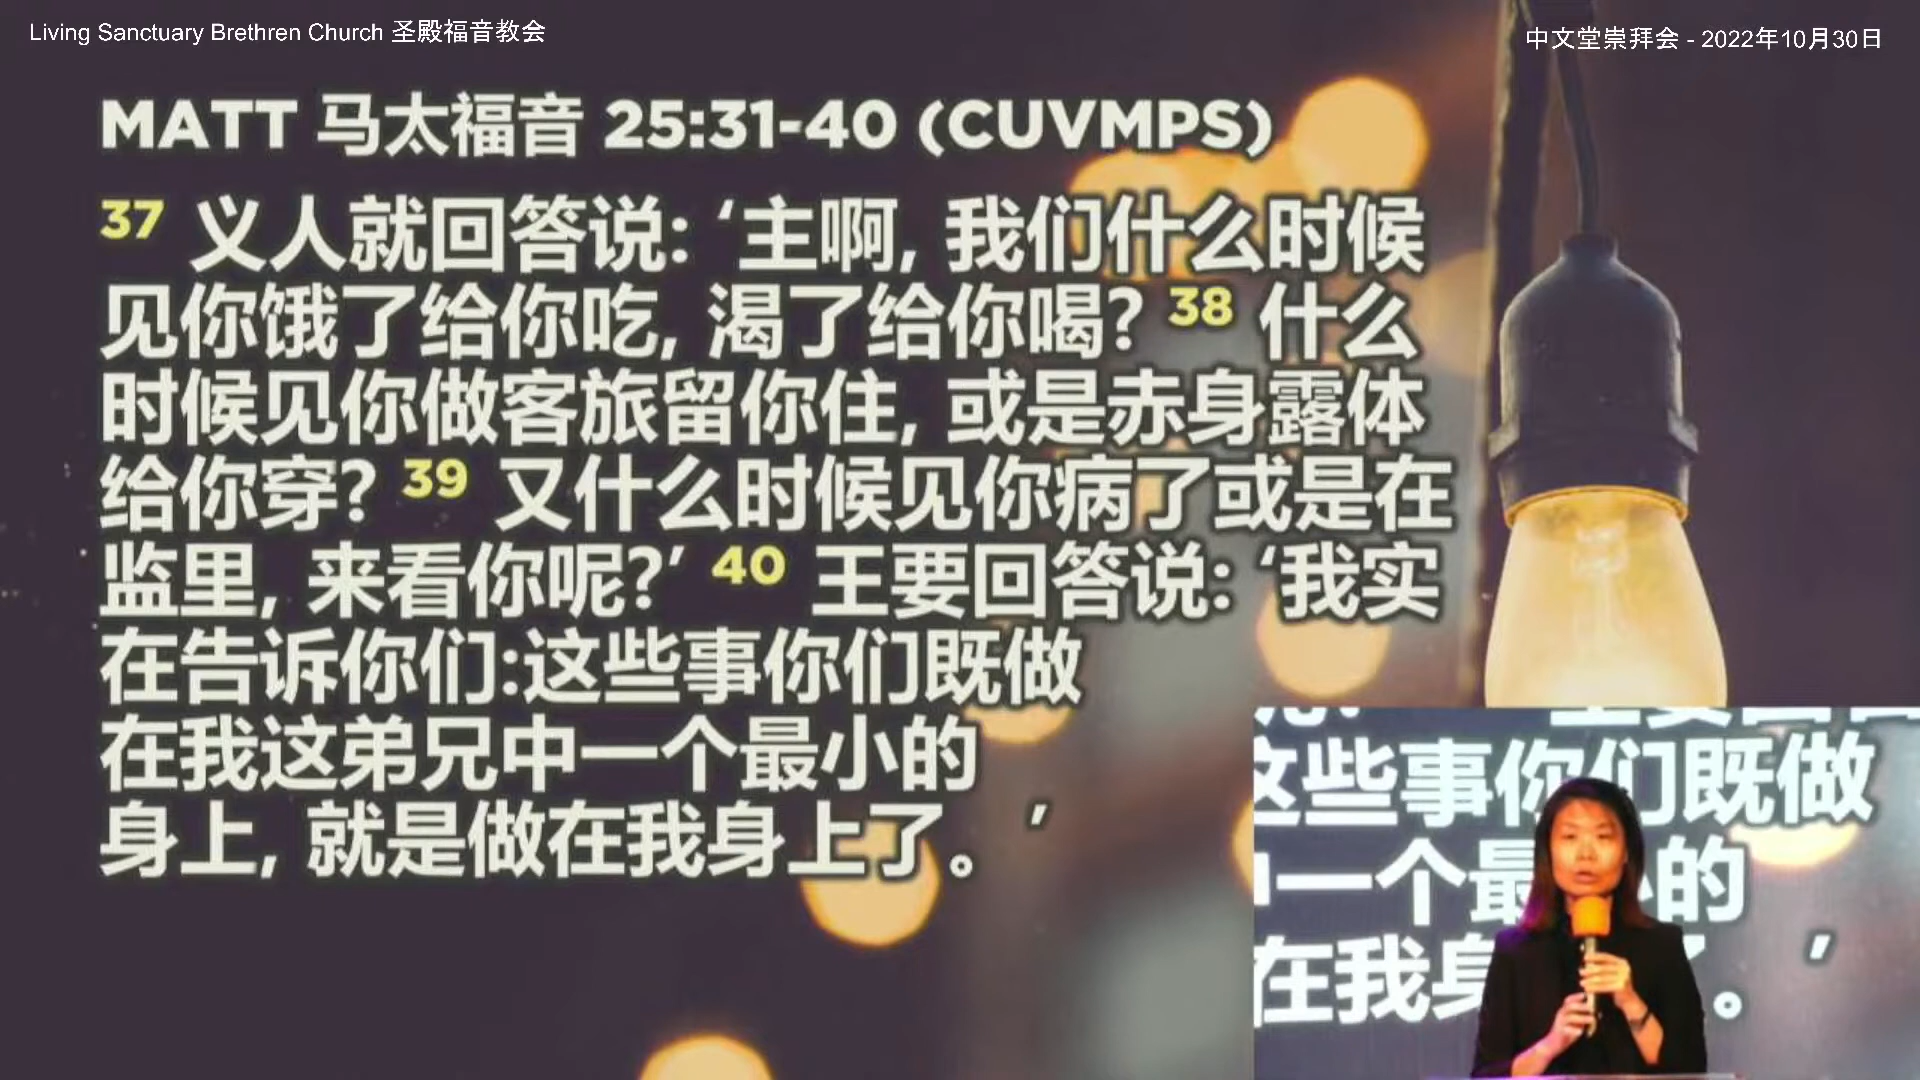 Living Sanctuary Brethren Church 圣殿福音教会
中文堂崇拜会 - 2022年10月30日
MATT 马太福音 25:31-40 (CUVMPS)
37 义人就回答说: ‘主啊, 我们什么时候
见你饿了给你吃, 渴了给你喝? 38 什么
时候见你做客旅留你住, 或是赤身露体
给你穿? 39 又什么时候见你病了或是在
监里, 来看你呢?’ 40 王要回答说: ‘我实
在告诉你们:这些事你们既做
在我这弟兄中一个最小的
身上, 就是做在我身上了。 ’
这些事你们既做
一个最小的
在我身 了。 ’